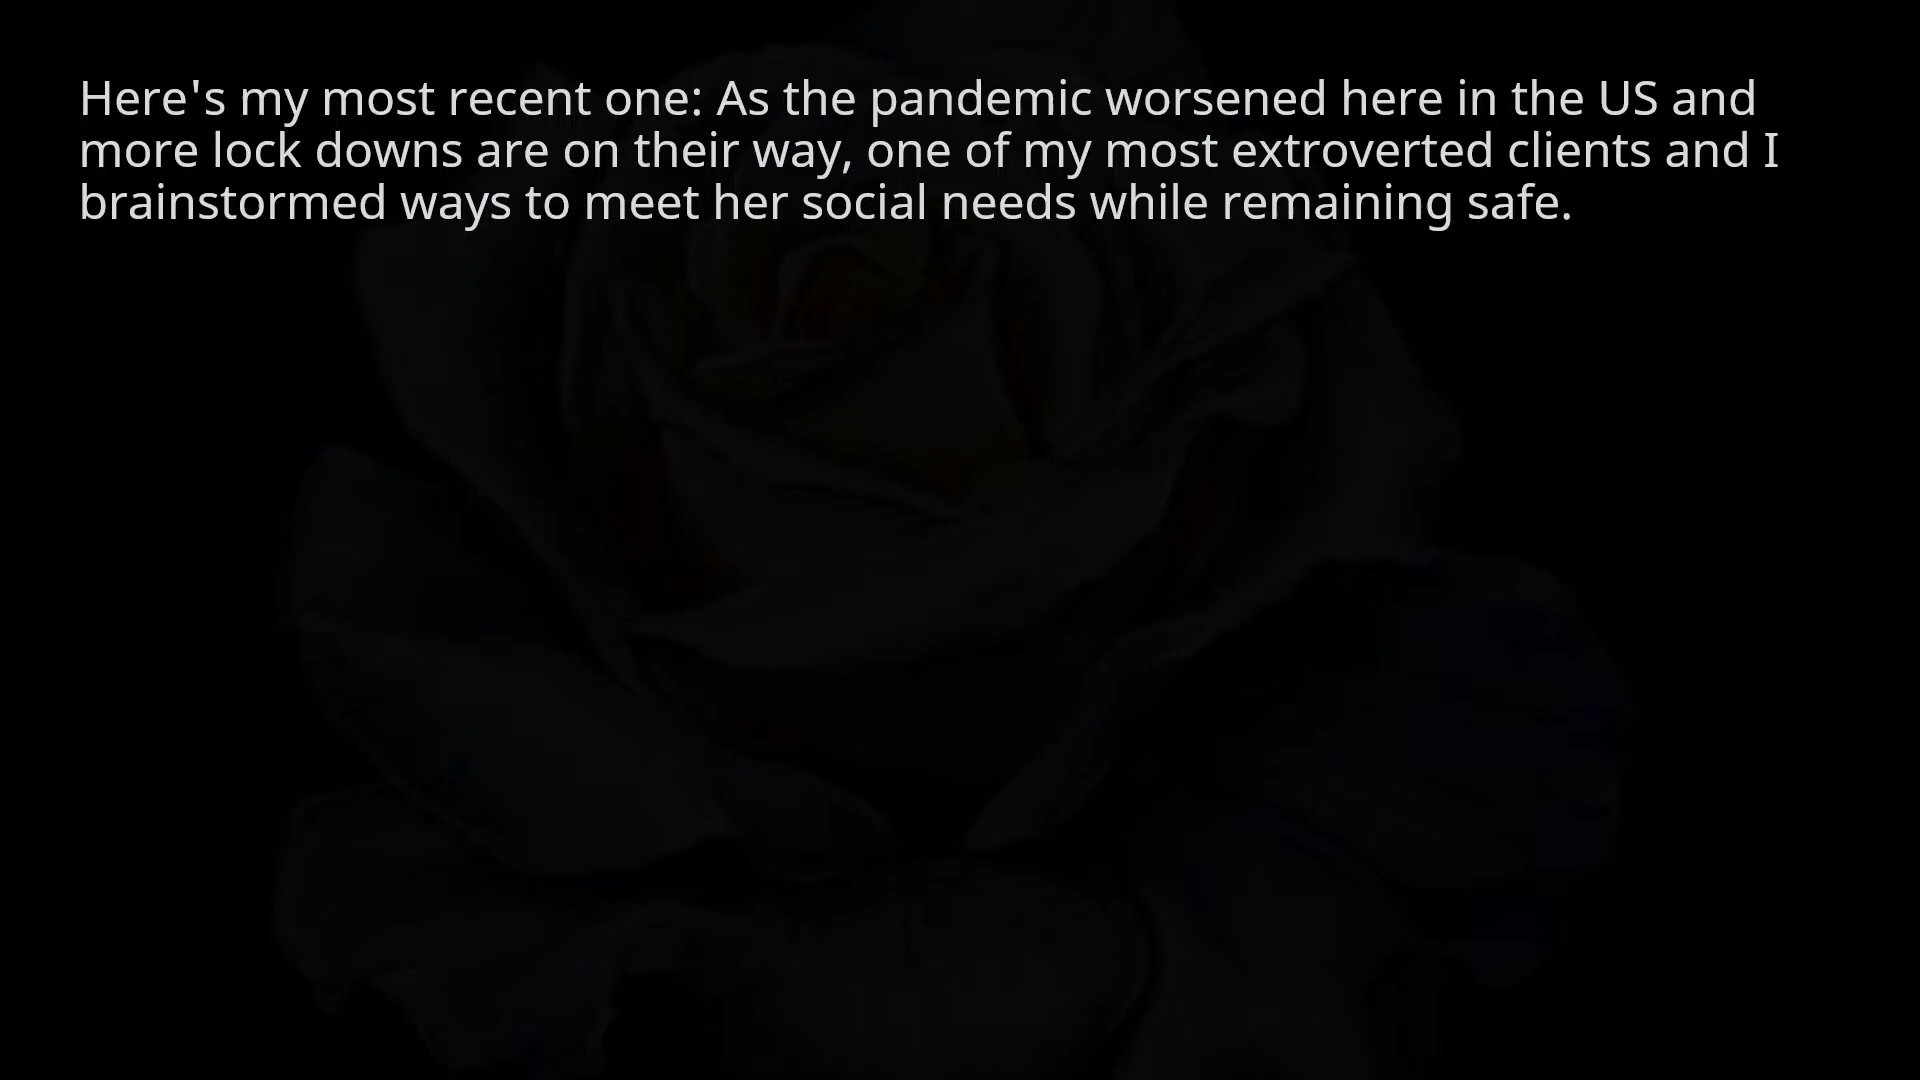 Here's my most recent one: As the pandemic worsened here in the US and
more lock downs are on their way, one of my most extroverted clients and I
brainstormed ways to meet her social needs while remaining safe.